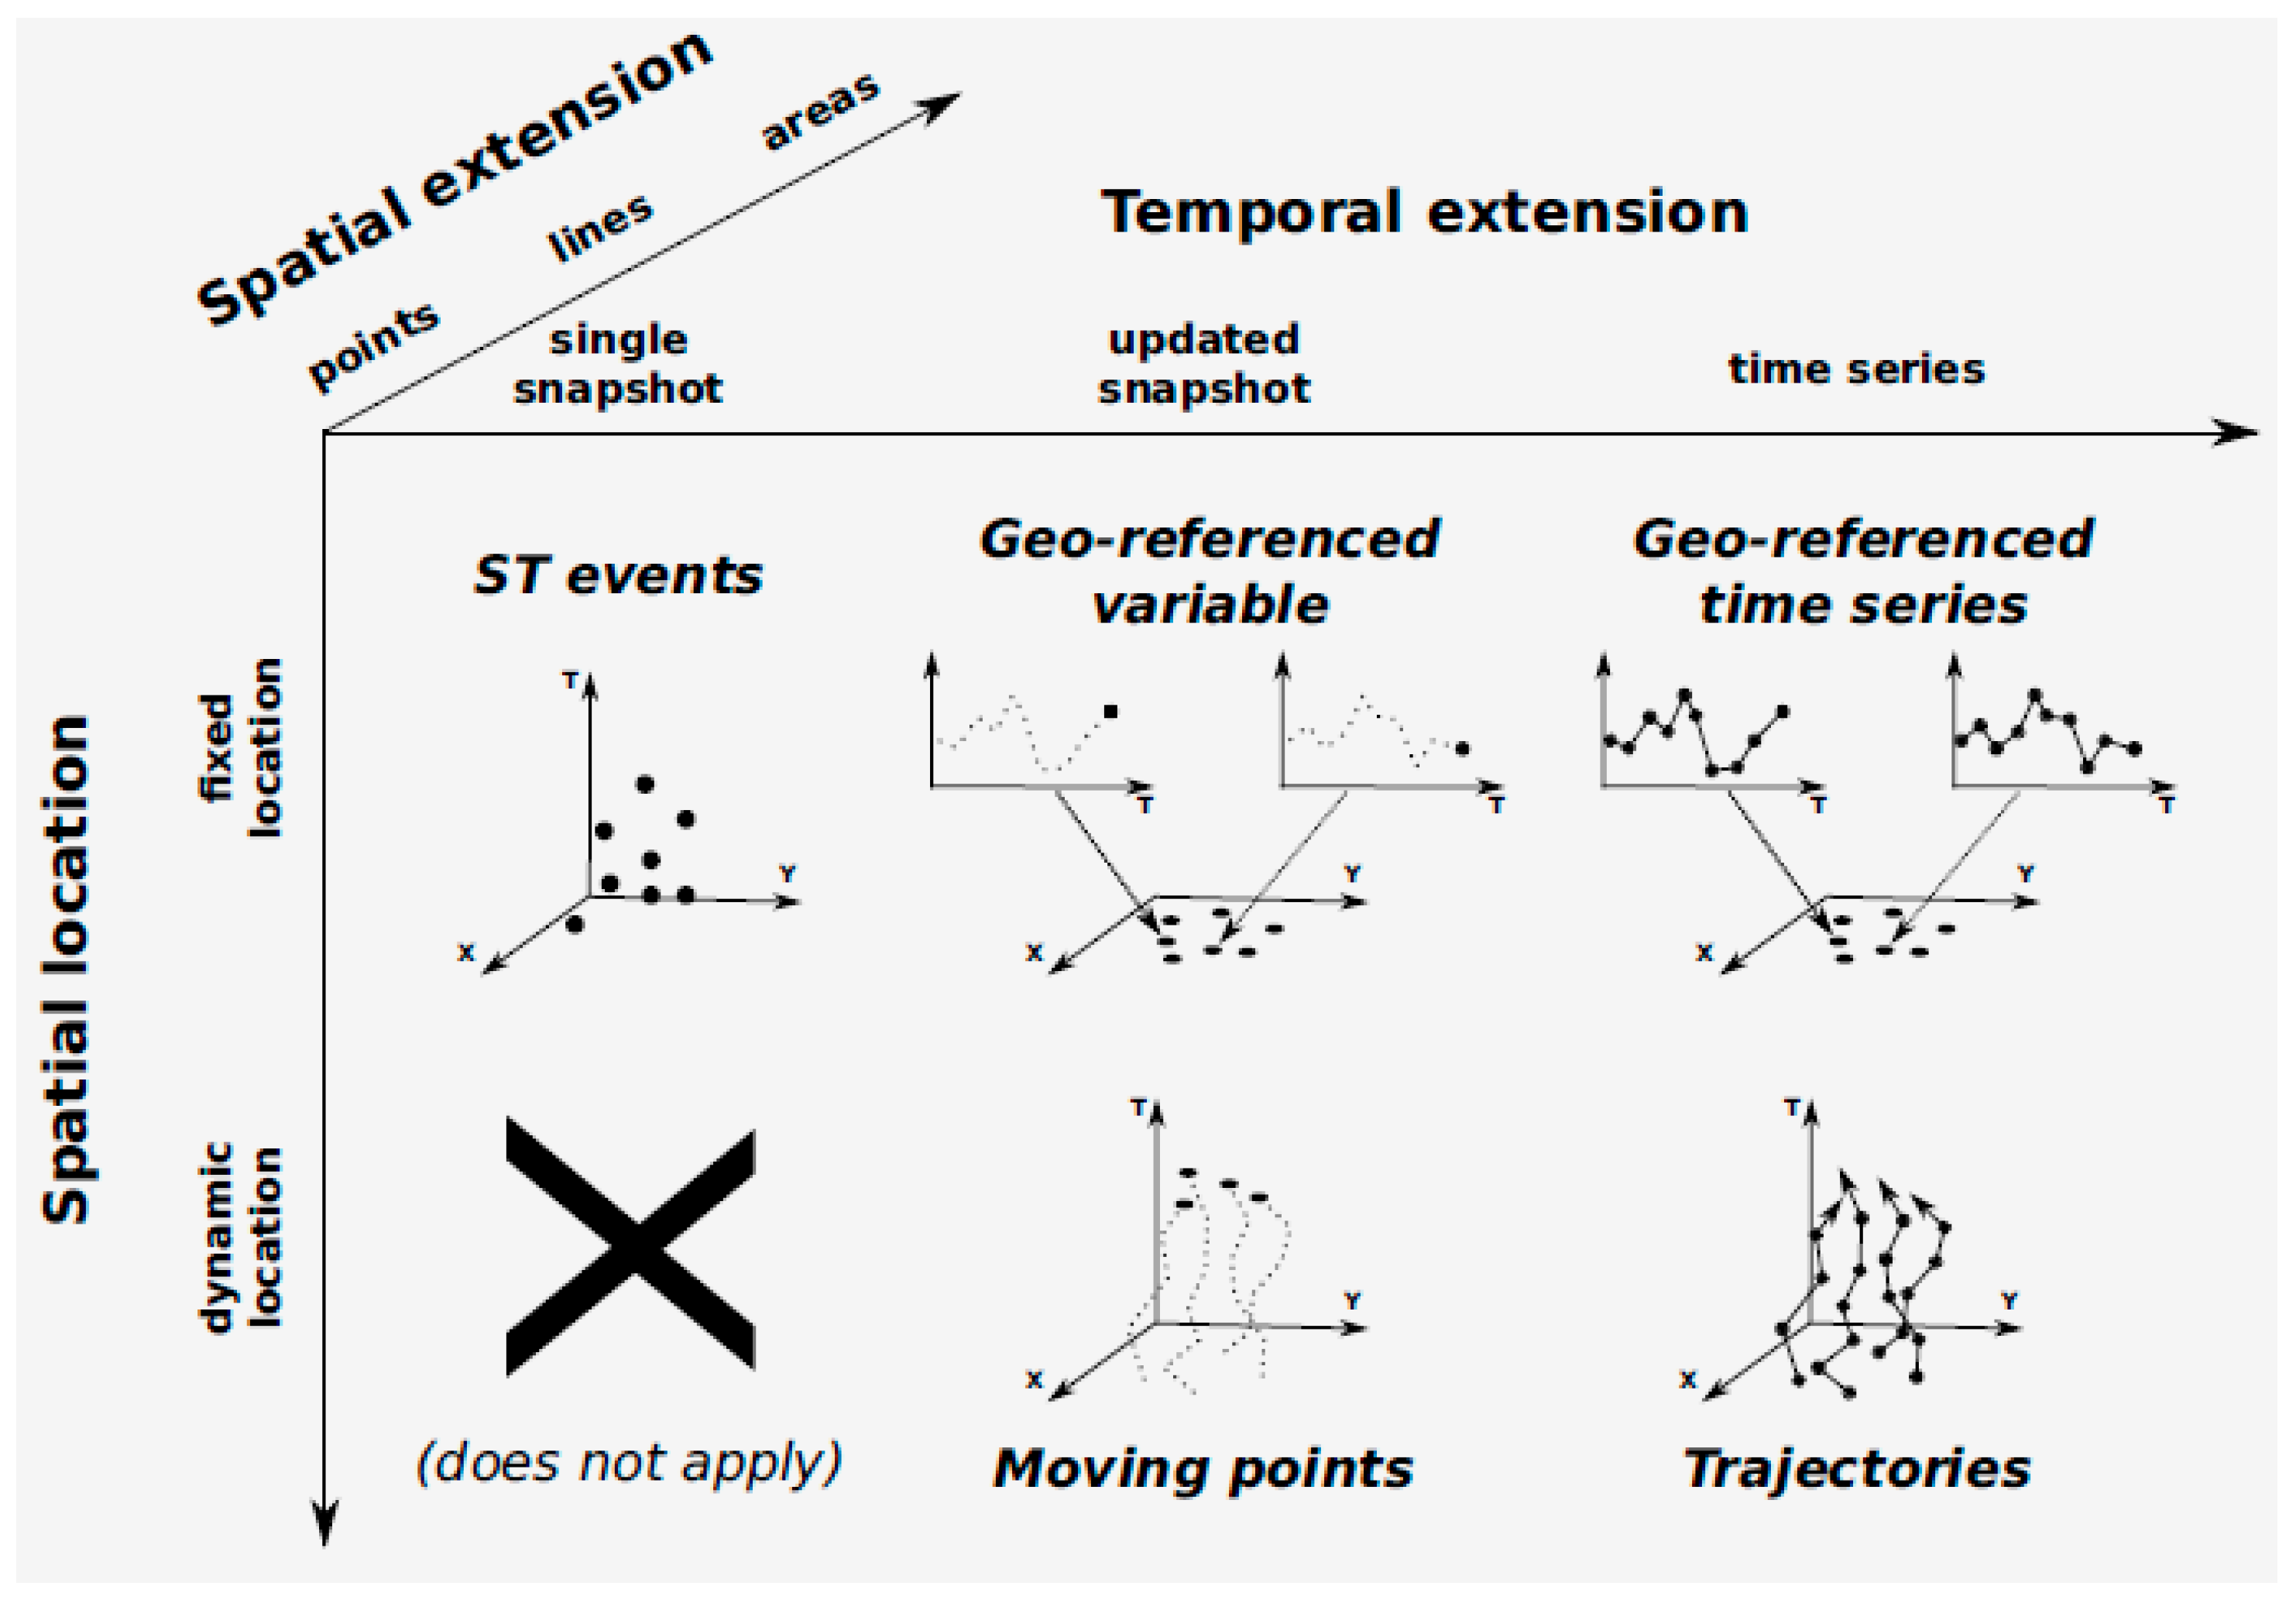 Spatial extension
points
lines
areas
Temporal extension
single
snapshot
updated
snapshot
time series
Spatial location
fixed
location
dynamic
location
ST events
T
Y
X
Geo-referenced
variable
T
T
Y
X
Geo-referenced
time series
T
T
Y
X
(does not apply)
T
Y
X
Moving points
T
Y
X
Trajectories